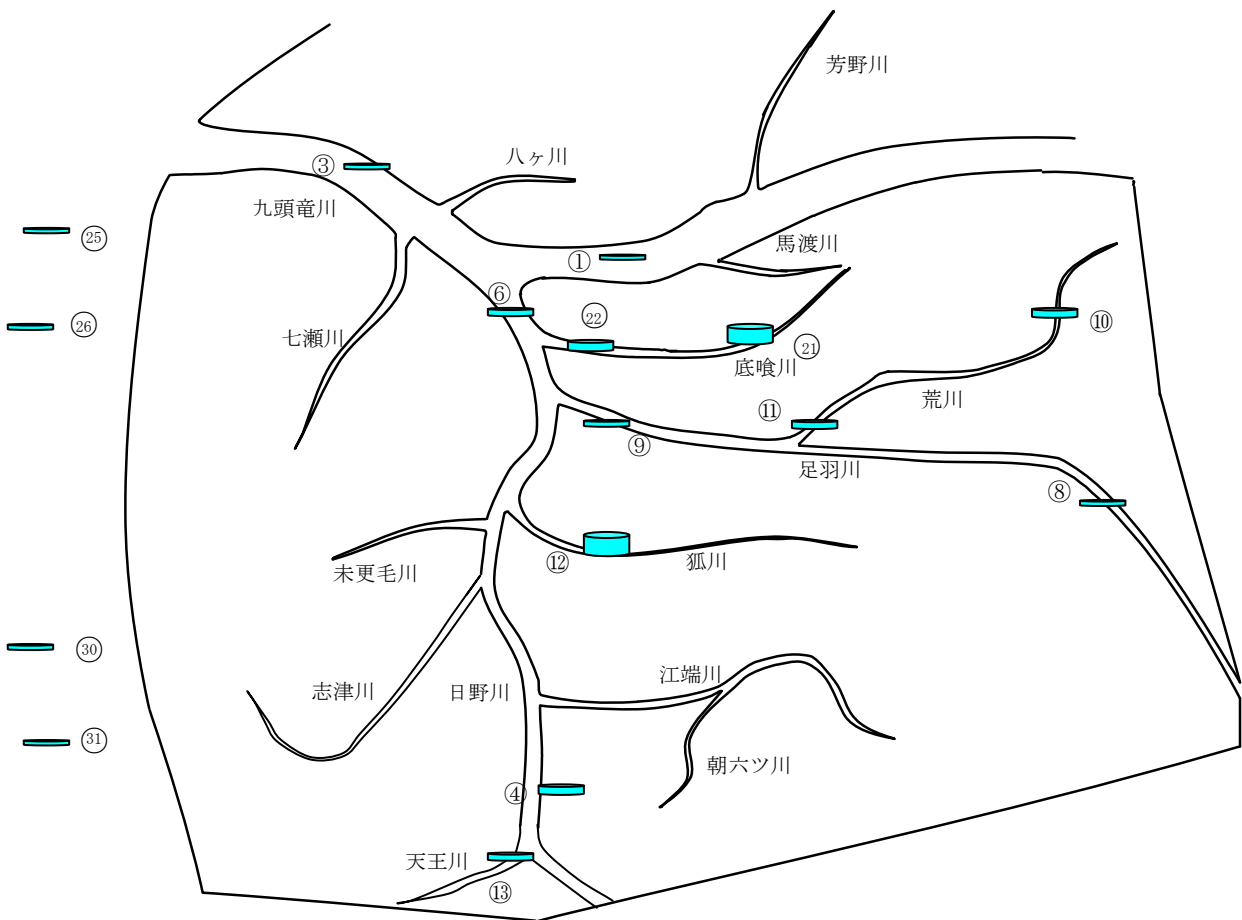 芳野川
八ヶ川
③
九頭竜川
㉕
馬渡川
①
⑥
㉒
㉖
⑩
七瀬川
㉑
底喰川
荒川
⑪
⑨
足羽川
⑧
⑫
狐川
未更毛川
㉚
江端川
志津川
日野川
㉛
朝六ツ川
④
天王川
⑬